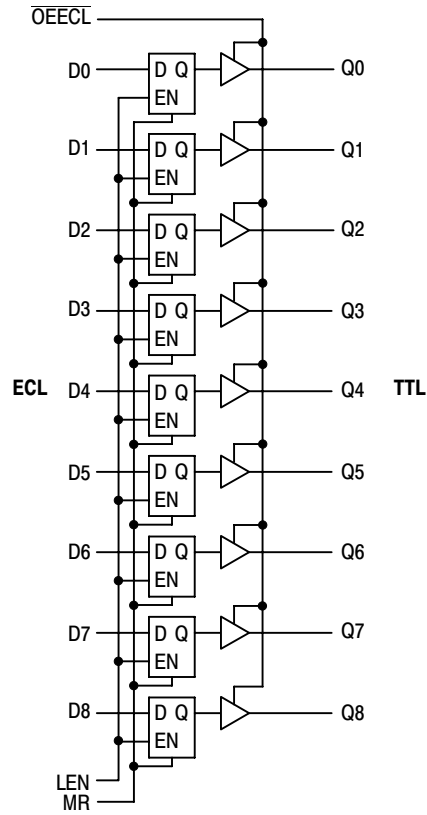 OEECL
D0 D Q Q0
EN
D1 D Q Q1
EN
D2 D Q Q2
EN
D3 D Q Q3
EN
ECL D4 D Q Q4 TTL
EN
D5 D Q Q5
EN
D6 D Q Q6
EN
D7 D Q Q7
EN
D8 D Q Q8
EN
LEN
MR